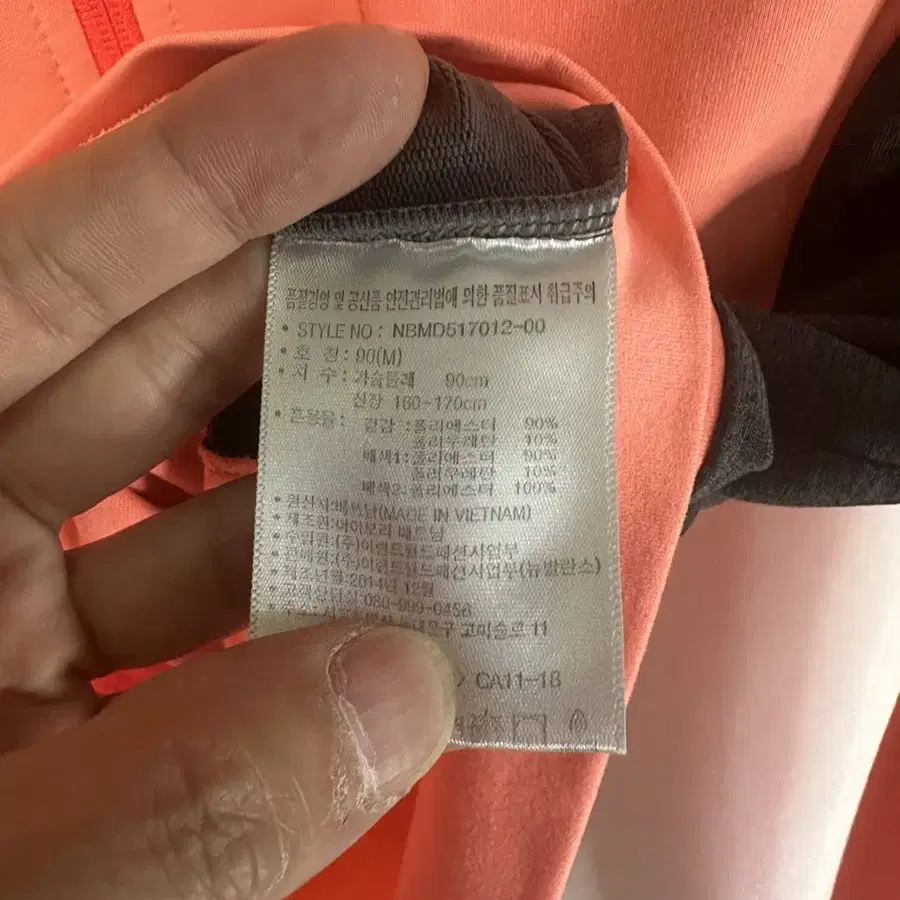 품질경영 및 공산품 안전관리법에 의한 품질표시 취급주의
• STYLE NO : NBMD517012-00
• 호 칭 : 90(M)
• 치 수 : 가슴둘레 90cm
신장 160~170cm
• 혼용율 : 겉감 :폴리에스터 90%
폴리우레탄 10%
배색1:폴리에스터 90%
폴리우레탄 10%
배색2:폴리에스터 100%
• 원산지:베트남(MADE IN VIETNAM)
• 제조원:아이보리 베트남
• 수입원:(주)이랜드월드패션사업부
• 판매원:(주)이랜드월드패션사업부(뉴발란스)
• 제조년월:2014년 12월
• 고객상담실:080-999-0456
고미술로 11
CA11-18